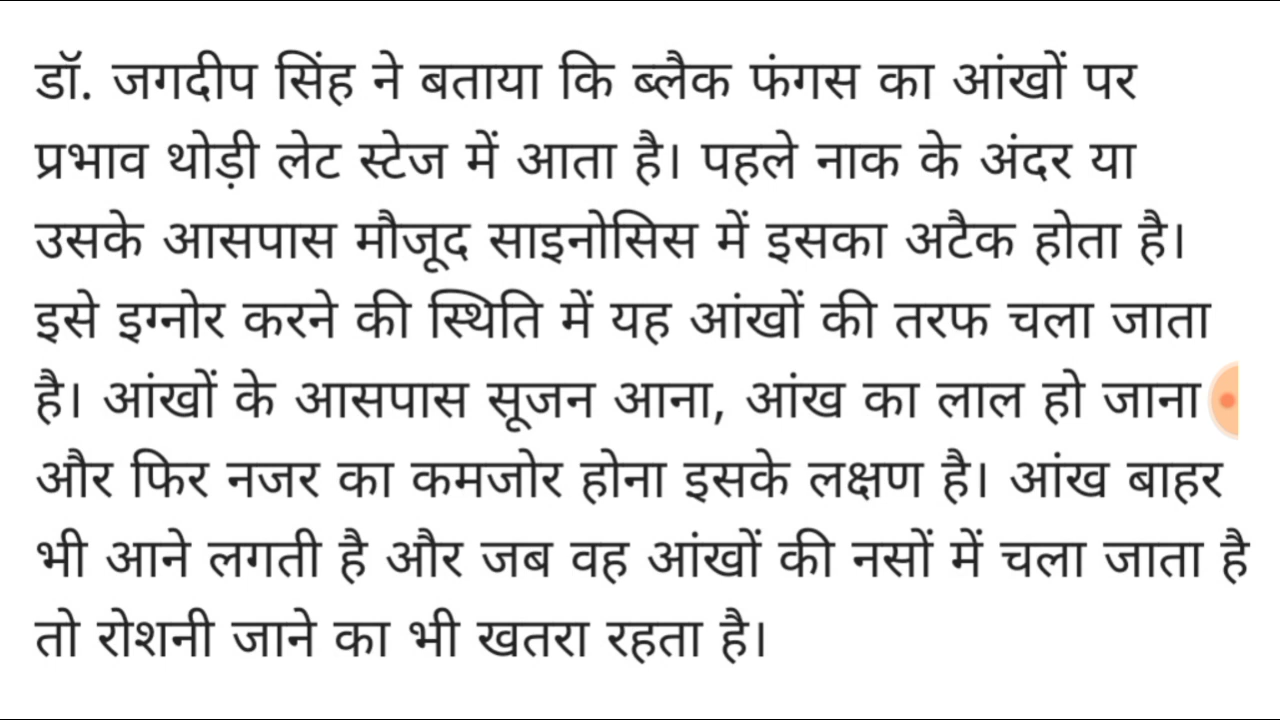 डॉ. जगदीप सिंह ने बताया कि ब्लैक फंगस का आंखों पर
प्रभाव थोड़ी लेट स्टेज में आता है। पहले नाक के अंदर या
उसके आसपास मौजूद साइनोसिस में इसका अटैक होता है।
इसे इग्नोर करने की स्थिति में यह आंखों की तरफ चला जाता
है। आंखों के आसपास सूजन आना, आंख का लाल हो जाना
और फिर नजर का कमजोर होना इसके लक्षण है। आंख बाहर
भी आने लगती है और जब वह आंखों की नसों में चला जाता है
तो रोशनी जाने का भी खतरा रहता है।